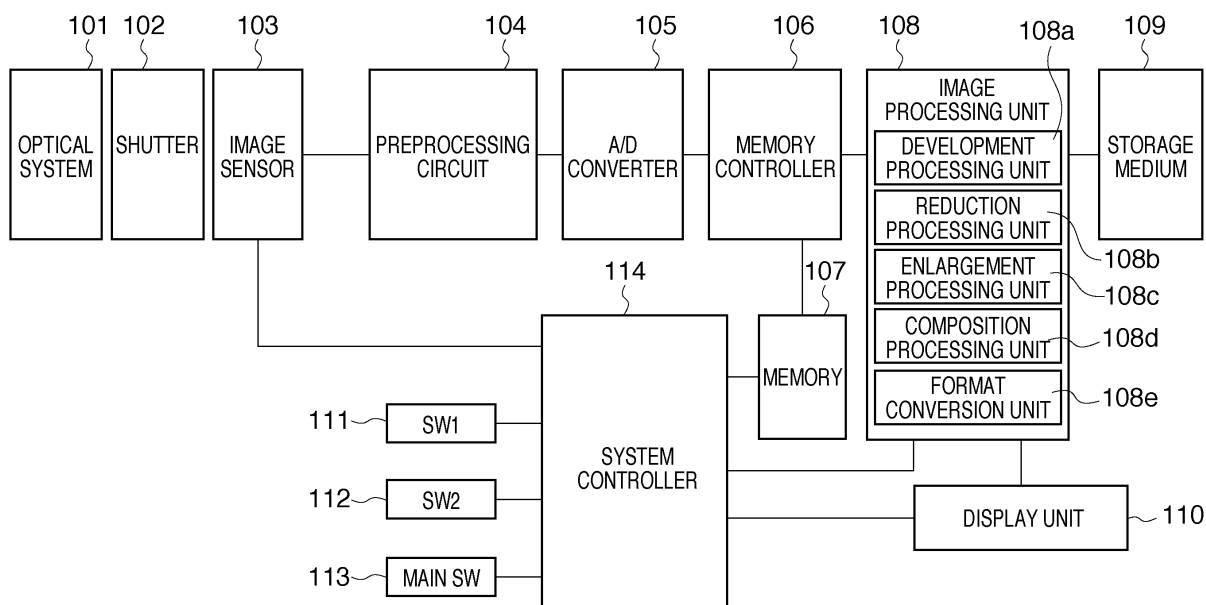 101
102
103
104
105
106
108
108a
109
OPTICAL
SYSTEM
SHUTTER
IMAGE
SENSOR
PREPROCESSING
CIRCUIT
A/D
CONVERTER
MEMORY
CONTROLLER
IMAGE
PROCESSING UNIT
DEVELOPMENT
PROCESSING UNIT
REDUCTION
PROCESSING UNIT
ENLARGEMENT
PROCESSING UNIT
COMPOSITION
PROCESSING UNIT
FORMAT
CONVERSION UNIT
STORAGE
MEDIUM
108b
108c
108d
108e
114
107
MEMORY
111
SW1
112
SW2
113
MAIN SW
SYSTEM
CONTROLLER
DISPLAY UNIT
110